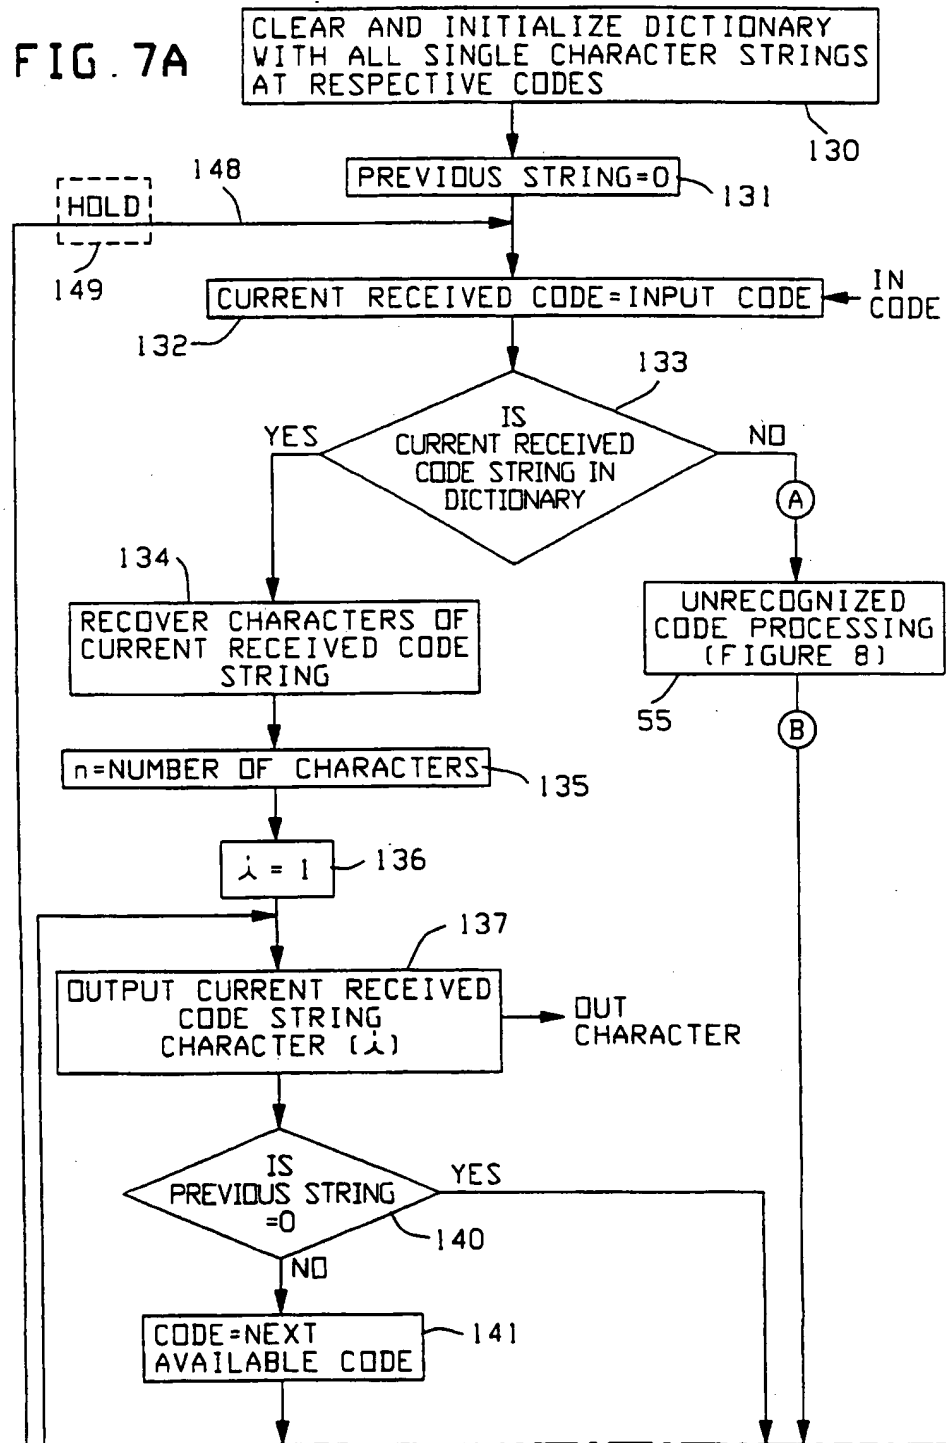 FIG. 7A
CLEAR AND INITIALIZE DICTIONARY
WITH ALL SINGLE CHARACTER STRINGS
AT RESPECTIVE CODES
130
PREVIOUS STRING=0
131
148
HOLD
149
CURRENT RECEIVED CODE=INPUT CODE
IN
CODE
132
133
IS
CURRENT RECEIVED
CODE STRING IN
DICTIONARY
YES
NO
A
134
RECOVER CHARACTERS OF
CURRENT RECEIVED CODE
STRING
UNRECOGNIZED
CODE PROCESSING
(FIGURE 8)
55
B
n=NUMBER OF CHARACTERS
135
i = 1
136
137
OUTPUT CURRENT RECEIVED
CODE STRING
CHARACTER (i)
OUT
CHARACTER
IS
PREVIOUS STRING
=0
YES
140
NO
CODE=NEXT
AVAILABLE CODE
141